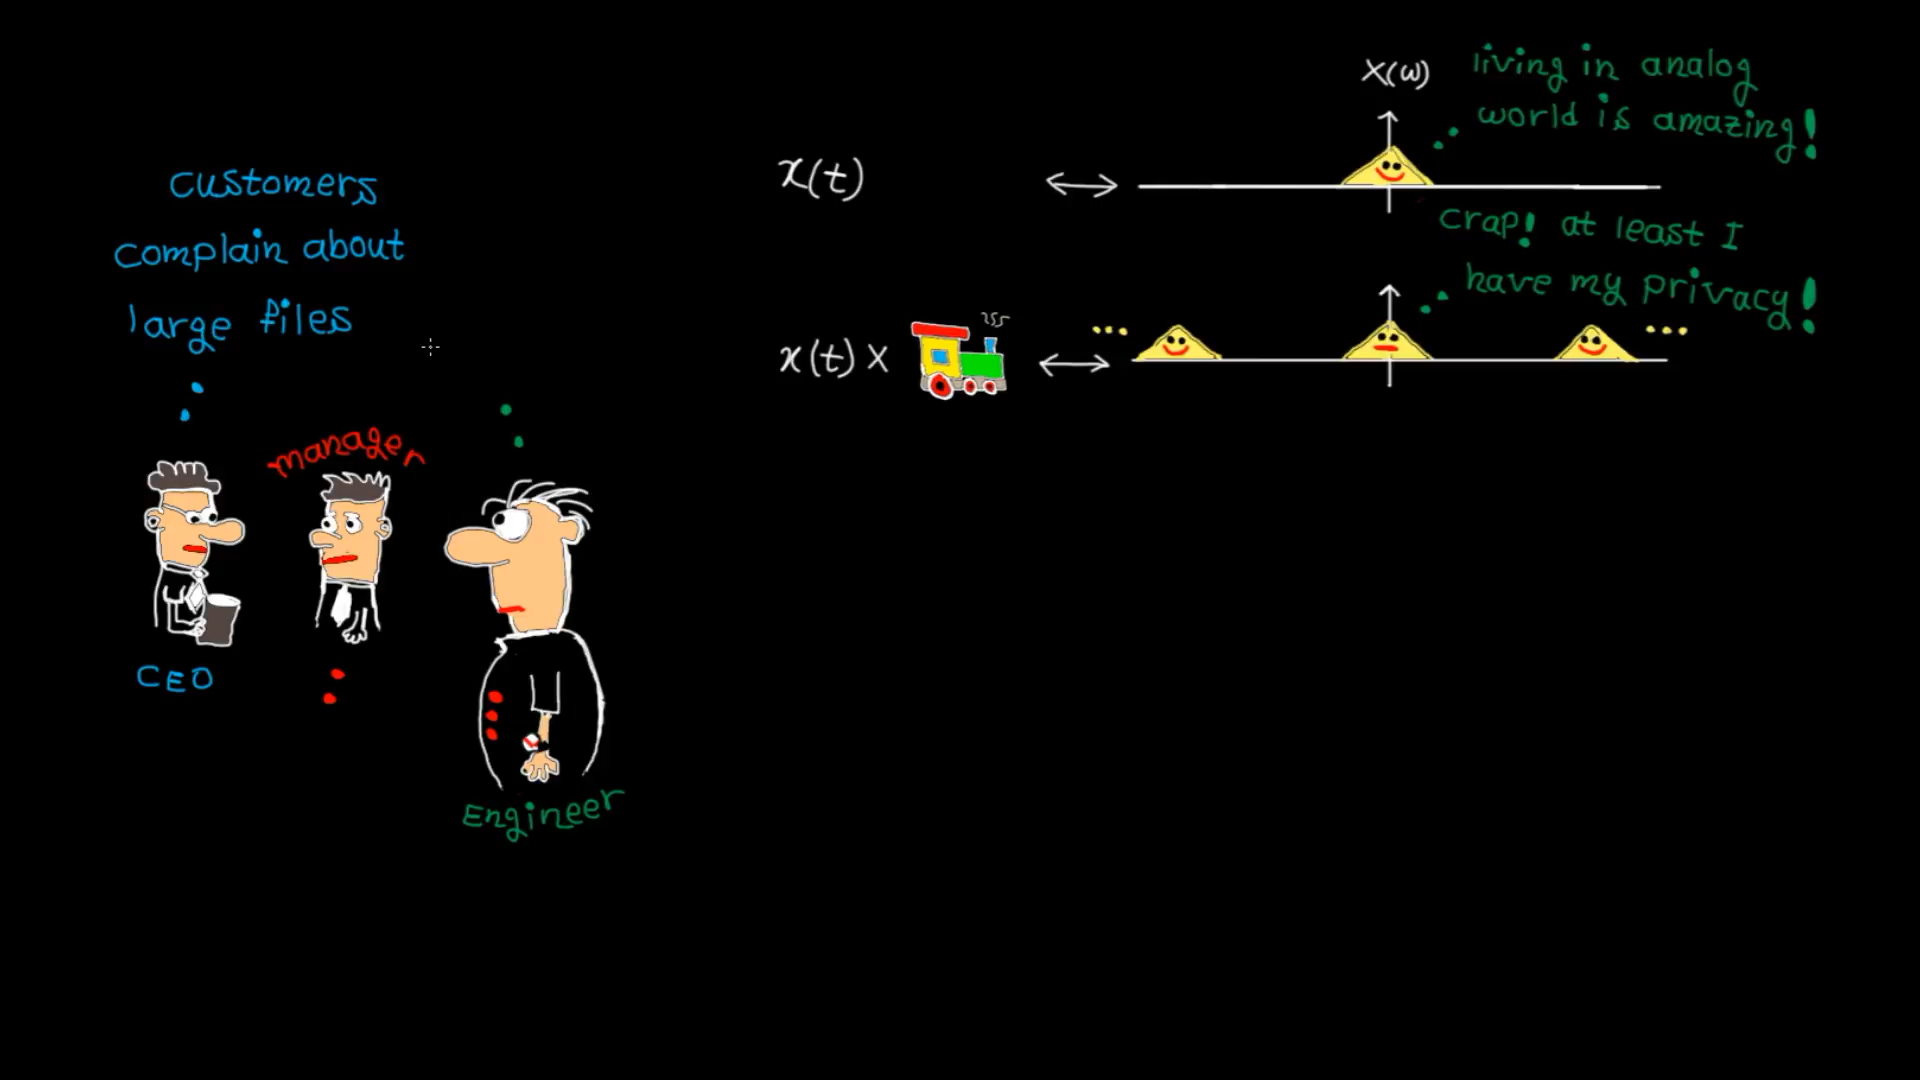 customers
complain about
large files
manager
CEO
Engineer
X(ω)
living in analog
world is amazing!
x(t)
crap! at least I
have my privacy!
x(t) ×
...
...